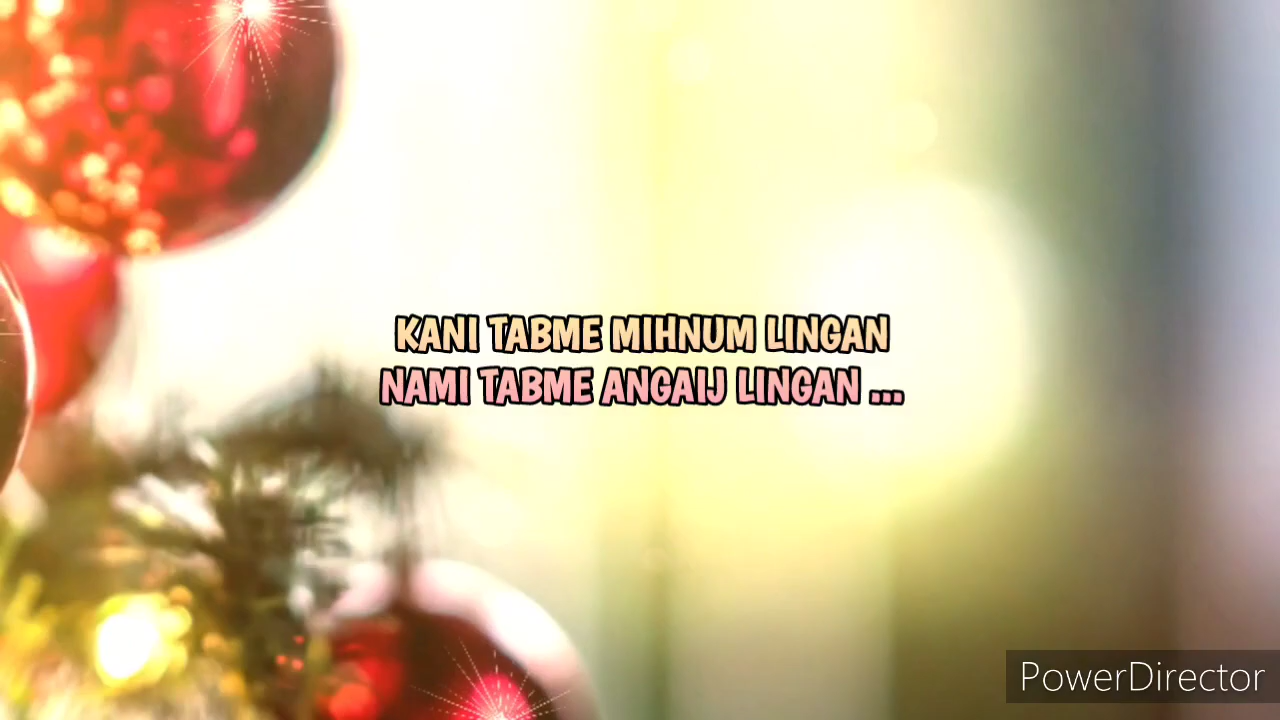 KANI TABME MIHNUM LINGAN
NAMI TABME ANGAIJ LINGAN ...
PowerDirector